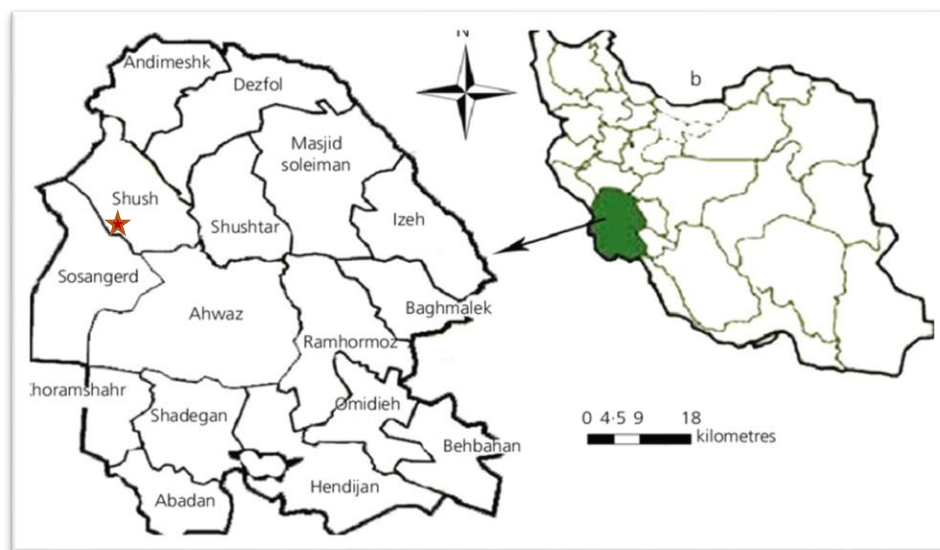 N
Andimeshk
Dezfol
b
Masjid
soleiman
Shush
Shushtar
Izeh
Sosangerd
Baghmalek
Ahwaz
Ramhormoz
horamshahr
Shadegan
Omidieh
0 4·5 9 18
kilometres
Behbahan
Hendijan
Abadan